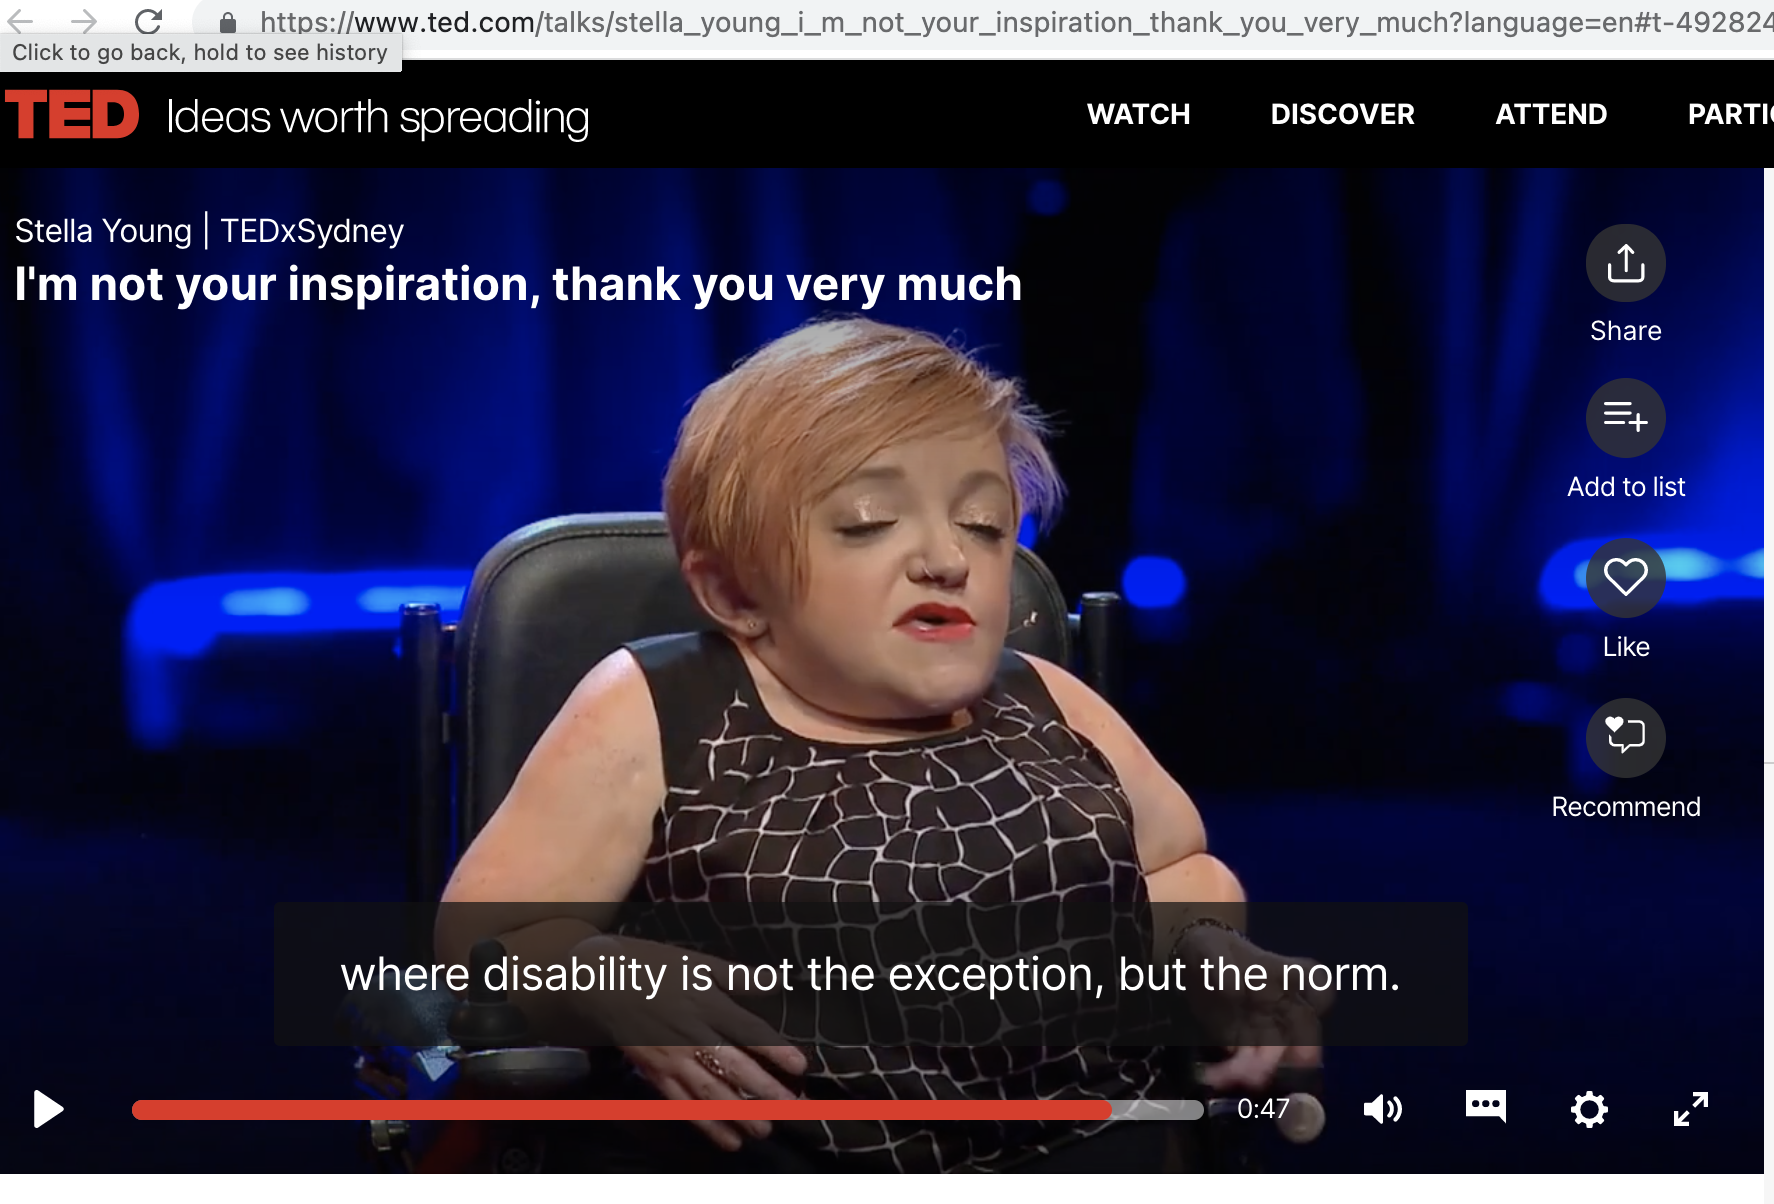 https://www.ted.com/talks/stella_young_i_m_not_your_inspiration_thank_you_very_much?language=en#t-492824
Click to go back, hold to see history
TED Ideas worth spreading
WATCH DISCOVER ATTEND PARTIC
Stella Young | TEDxSydney
I'm not your inspiration, thank you very much
Share
Add to list
Like
Recommend
where disability is not the exception, but the norm.
0:47